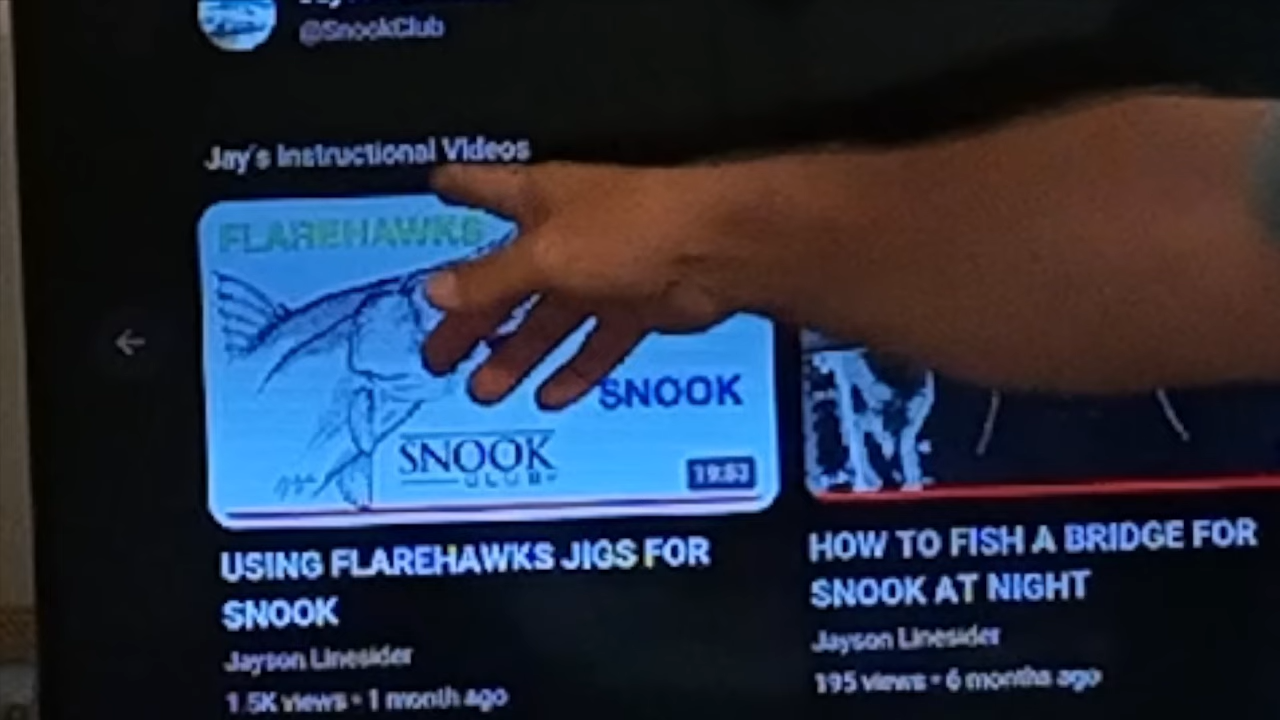 @SnookClub
Jay's Instructional Videos
FLAREHAWKS
SNOOK
SNOOK
CLUB
19:53
USING FLAREHAWKS JIGS FOR
SNOOK
Jayson Linesider
1.5K views • 1 month ago
HOW TO FISH A BRIDGE FOR
SNOOK AT NIGHT
Jayson Linesider
195 views • 6 months ago